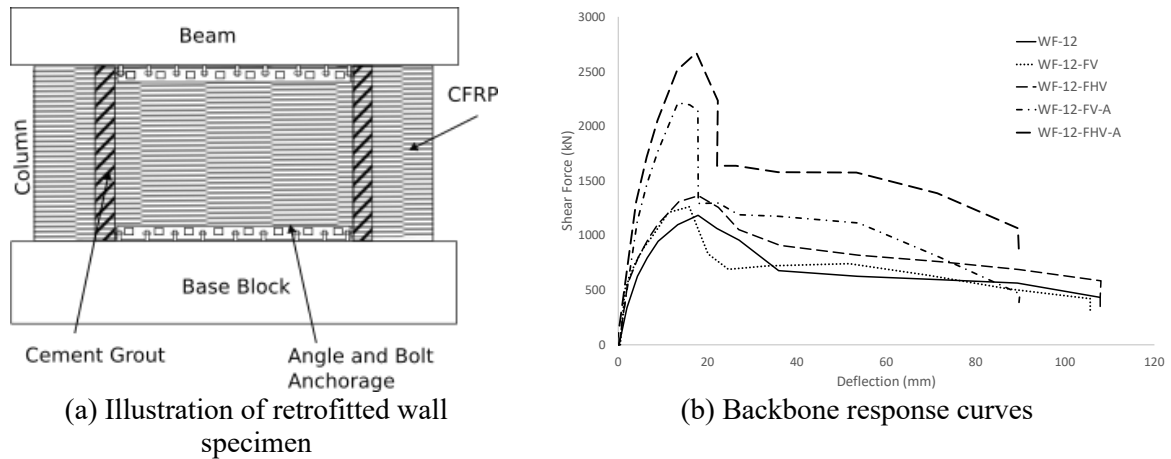 Beam
CFRP
Column
Base Block
Cement Grout
Angle and Bolt
Anchorage
(a) Illustration of retrofitted wall
specimen
3000
2500
2000
1500
1000
500
0
Shear Force (kN)
0 20 40 60 80 100 120
Deflection (mm)
WF-12
WF-12-FV
WF-12-FHV
WF-12-FV-A
WF-12-FHV-A
(b) Backbone response curves